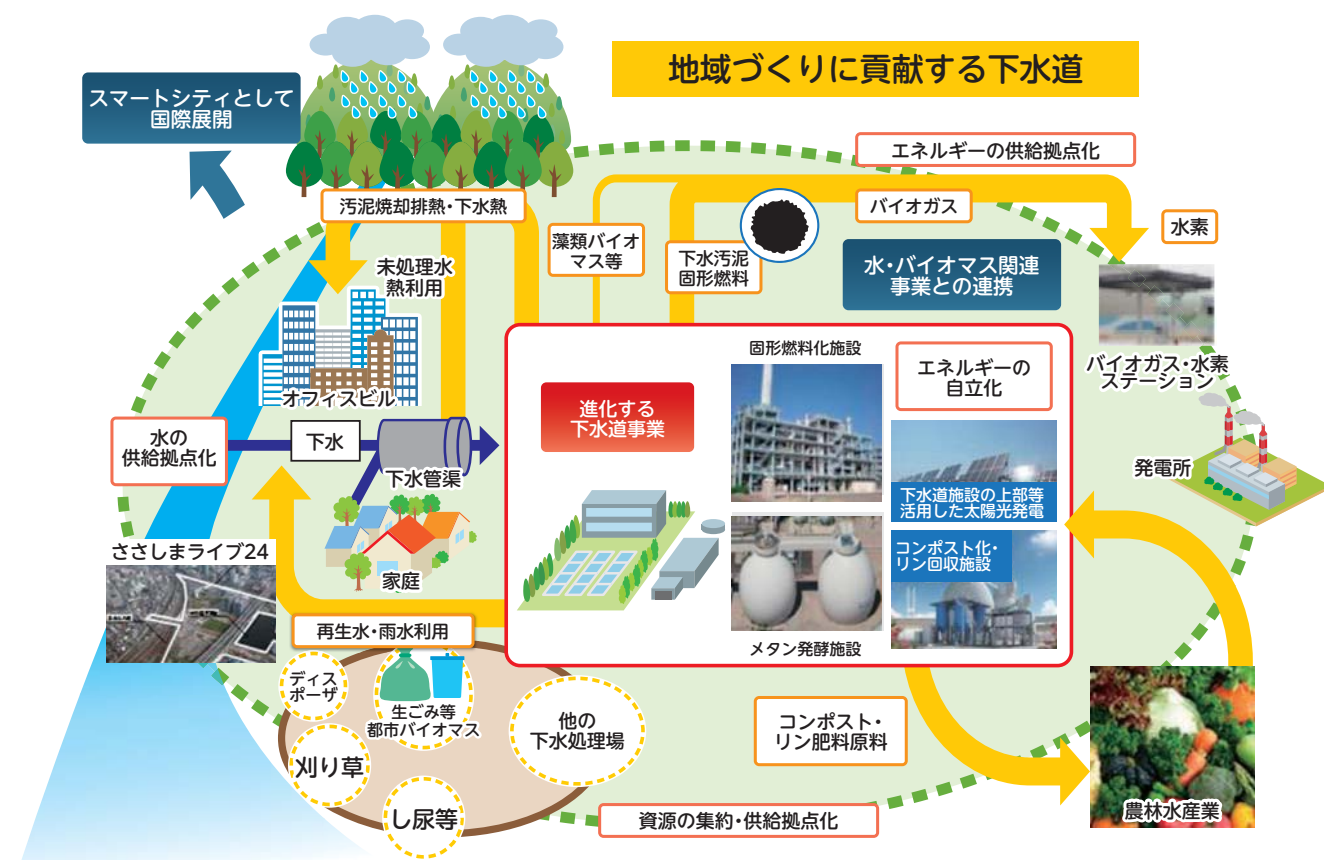 地域づくりに貢献する下水道
スマートシティとして
国際展開
エネルギーの供給拠点化
汚泥焼却排熱・下水熱
バイオガス
水素
藻類バイオ
マス等
下水汚泥
固形燃料
水・バイオマス関連
事業との連携
未処理水
熱利用
オフィスビル
バイオガス・水素
ステーション
固形燃料化施設
エネルギーの
自立化
進化する
下水道事業
水の
供給拠点化
下水
下水管渠
発電所
下水道施設の上部等
活用した太陽光発電
コンポスト化・
リン回収施設
ささしまライブ24
家庭
再生水・雨水利用
メタン発酵施設
ディス
ポーザ
生ごみ等
都市バイオマス
他の
下水処理場
コンポスト・
リン肥料原料
刈り草
し尿等
農林水産業
資源の集約・供給拠点化